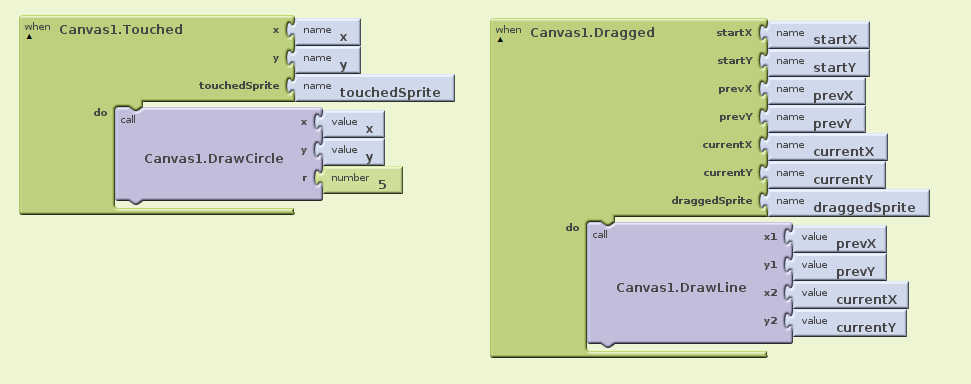 when Canvas1.Touched x name x
y name y
touchedSprite name touchedSprite
do call Canvas1.DrawCircle x value x
y value y
r number 5
when Canvas1.Dragged startX name startX
startY name startY
prevX name prevX
prevY name prevY
currentX name currentX
currentY name currentY
draggedSprite name draggedSprite
do call Canvas1.DrawLine x1 value prevX
y1 value prevY
x2 value currentX
y2 value currentY